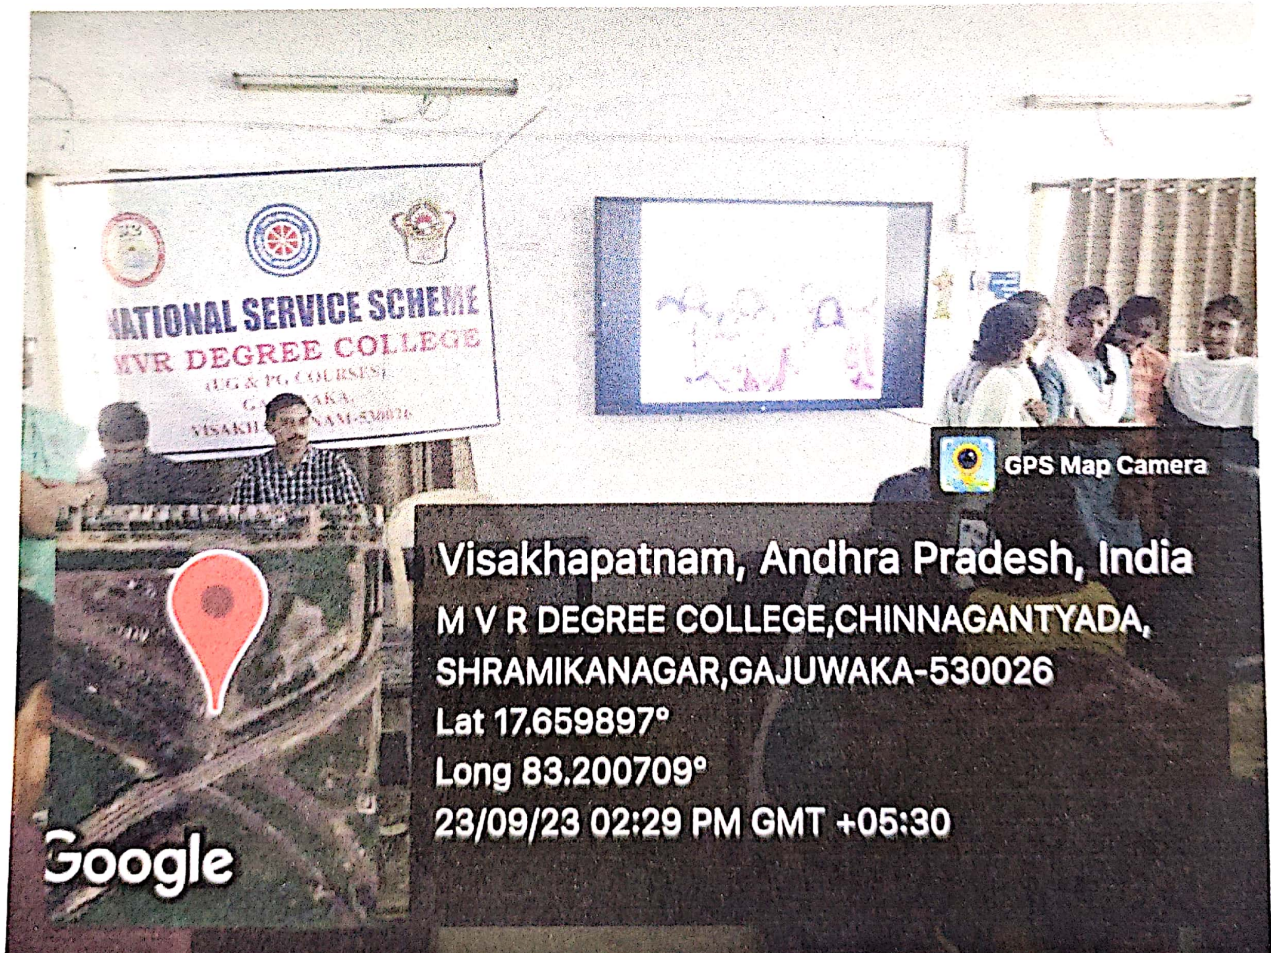 NATIONAL SERVICE SCHEME
MVR DEGREE COLLEGE
(UG & PG COURSES)
NAM-530026
GPS Map Camera
Visakhapatnam, Andhra Pradesh, India
M V R DEGREE COLLEGE,CHINNAGANTYADA,
SHRAMIKANAGAR,GAJUWAKA-530026
Lat 17.659897°
Long 83.200709°
23/09/23 02:29 PM GMT +05:30
Google